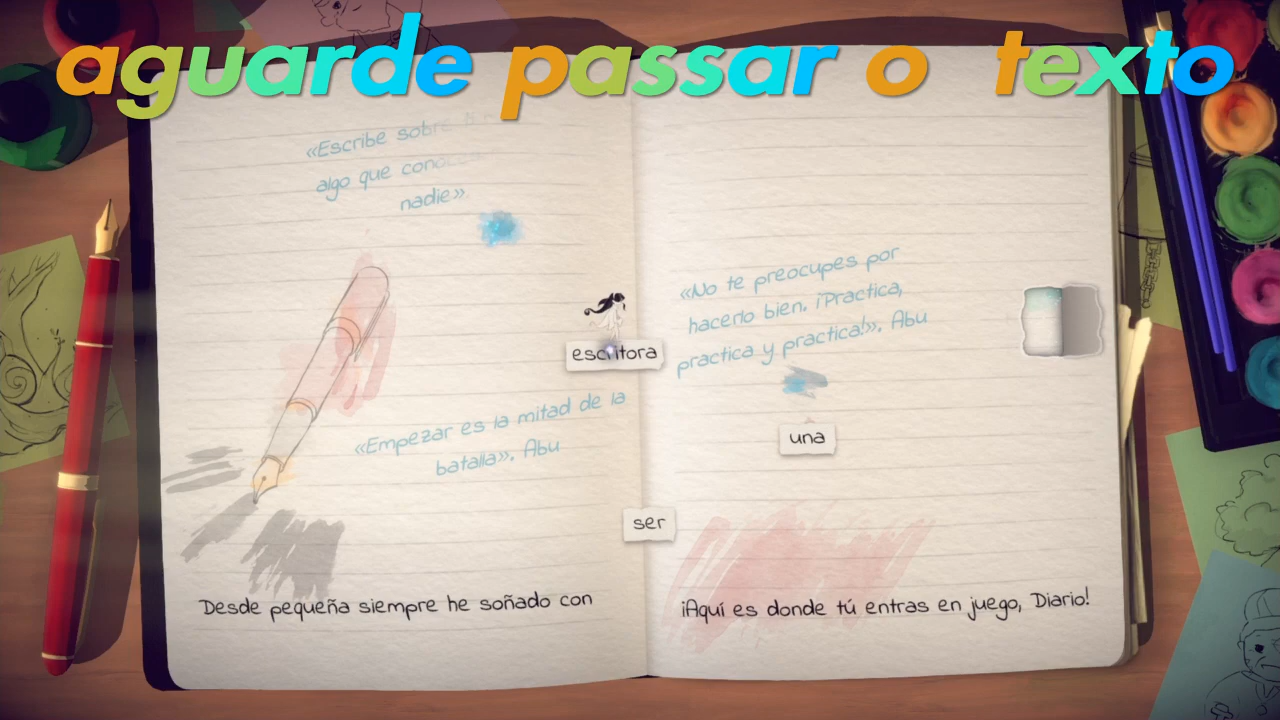 aguarde passar o texto
«Escribe sobre
algo que
nadie»
«Empezar es la mitad de la
batalla». Abu
Desde pequeña siempre he soñado con
escritora
ser
«No te preocupes por
hacerlo bien. ¡Practica,
practica y practica!». Abu
una
¡Aquí es donde tú entras en juego, Diario!